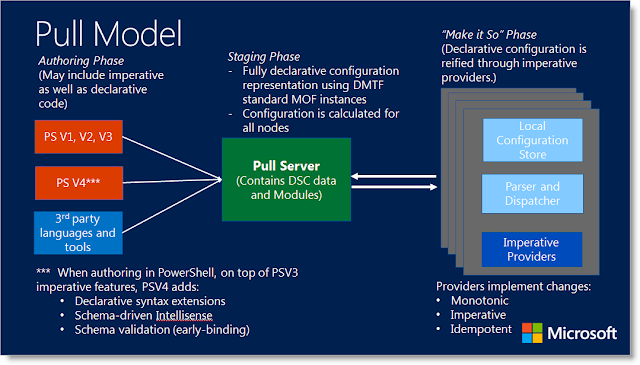 Pull Model
Authoring Phase
(May include imperative
as well as declarative
code)
PS V1, V2, V3
PS V4***
3rd party
languages and
tools
Staging Phase
- Fully declarative configuration
representation using DMTF
standard MOF instances
- Configuration is calculated for
all nodes
Pull Server
(Contains DSC data
and Modules)
"Make it So" Phase
(Declarative configuration is
reified through imperative
providers.)
Local
Configuration
Store
Parser and
Dispatcher
Imperative
Providers
*** When authoring in PowerShell, on top of PSV3
imperative features, PSV4 adds:
• Declarative syntax extensions
• Schema-driven Intellisense
• Schema validation (early-binding)
Providers implement changes:
• Monotonic
• Imperative
• Idempotent
Microsoft